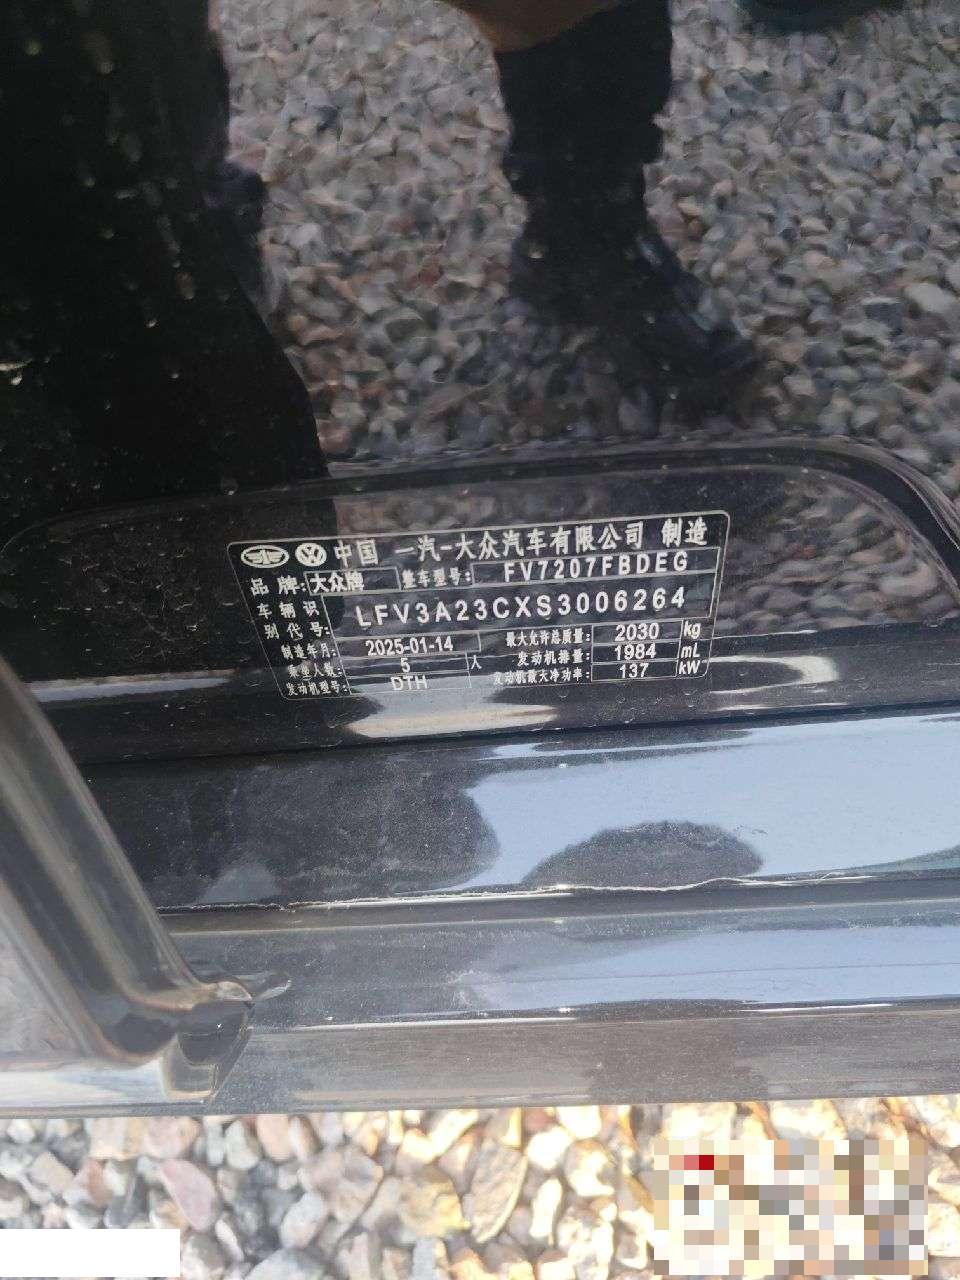 中国 一汽-大众汽车有限公司 制造
品牌: 大众牌 整车型号: FV7207FBDEG
车辆识别代号: LFV3A23CXS3006264
制造年月: 2025-01-14 最大允许总质量: 2030 kg
乘坐人数: 5 人 发动机排量: 1984 mL
发动机型号: DTH 发动机最大净功率: 137 kW